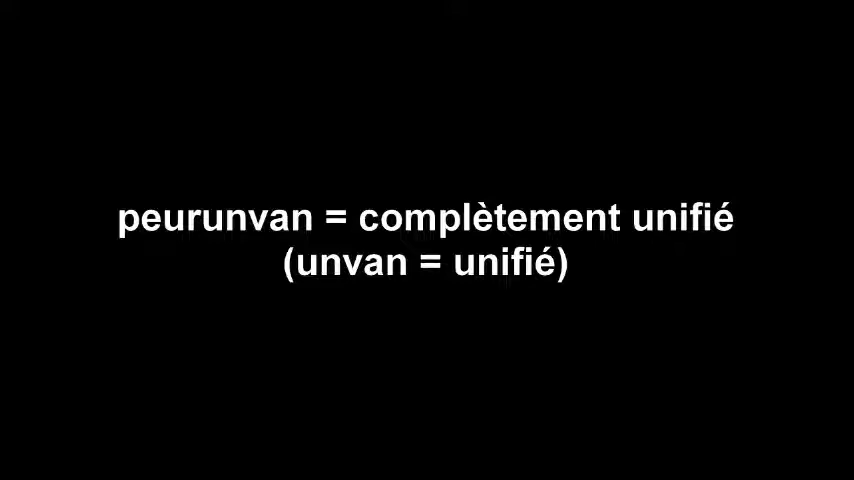 peurunvan = complètement unifié
(unvan = unifié)